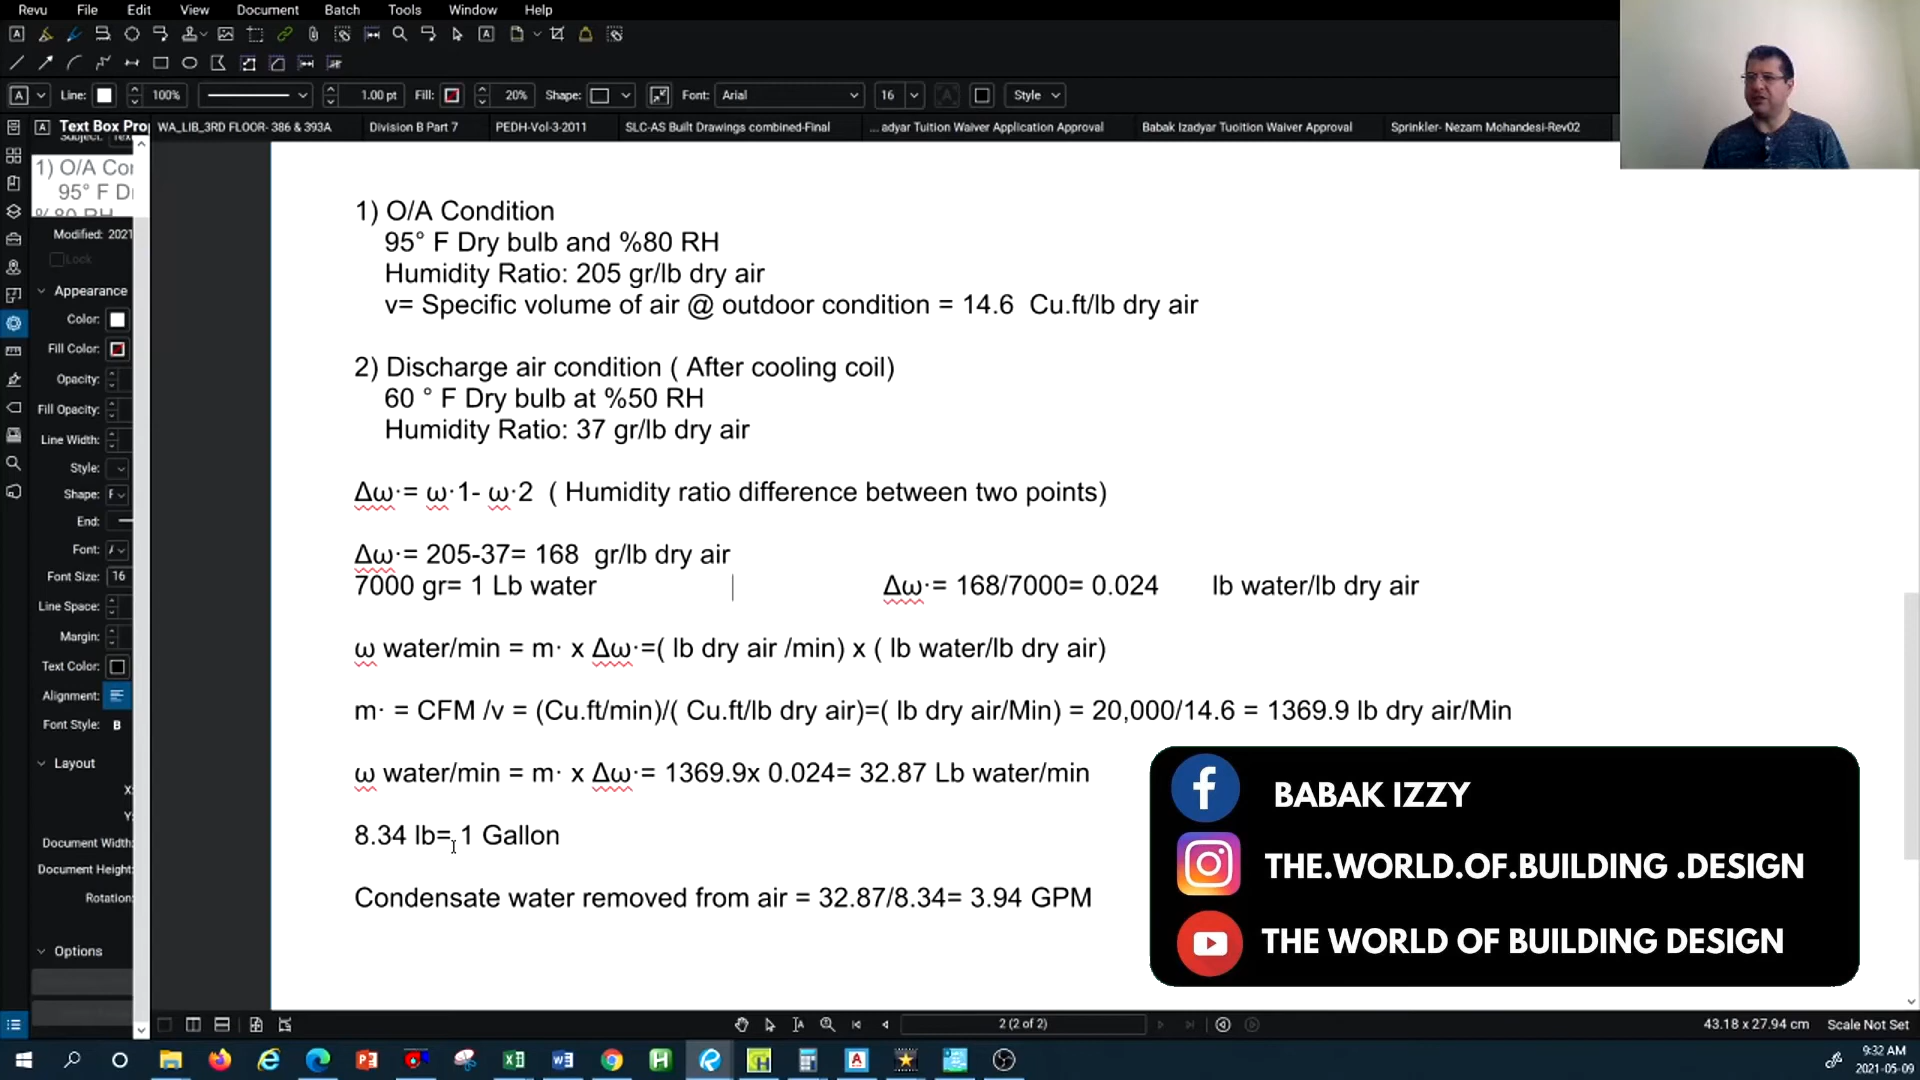 Revu File Edit View Document Batch Tools Window Help
Line: 100% 1.00 pt Fill: 20% Shape: Font: Arial 16 Style
Text Box Pro WA_LIB_3RD FLOOR- 386 & 393A Division B Part 7 PEDH-Vol-3-2011 SLC-AS Built Drawings combined-Final ... adyar Tuition Waiver Application Approval Babak Izadyar Tuoition Waiver Approval Sprinkler- Nezam Mohandesi-Rev02
1) O/A Cor
95° F D
%80 RH
Modified: 2021
Lock
Appearance
Color:
Fill Color:
Opacity:
Fill Opacity:
Line Width:
Style:
Shape: F
End:
Font:
Font Size: 16
Line Space:
Margin:
Text Color:
Alignment:
Font Style: B
Layout
X:
Y:
Document Width:
Document Height:
Rotation:
Options
1) O/A Condition
95° F Dry bulb and %80 RH
Humidity Ratio: 205 gr/lb dry air
v= Specific volume of air @ outdoor condition = 14.6 Cu.ft/lb dry air
2) Discharge air condition ( After cooling coil)
60 ° F Dry bulb at %50 RH
Humidity Ratio: 37 gr/lb dry air
Δω·= ω·1- ω·2 ( Humidity ratio difference between two points)
Δω·= 205-37= 168 gr/lb dry air
7000 gr= 1 Lb water Δω·= 168/7000= 0.024 lb water/lb dry air
ω water/min = m· x Δω·=( lb dry air /min) x ( lb water/lb dry air)
m· = CFM /v = (Cu.ft/min)/( Cu.ft/lb dry air)=( lb dry air/Min) = 20,000/14.6 = 1369.9 lb dry air/Min
ω water/min = m· x Δω·= 1369.9x 0.024= 32.87 Lb water/min
8.34 lb= 1 Gallon
Condensate water removed from air = 32.87/8.34= 3.94 GPM
BABAK IZZY
THE.WORLD.OF.BUILDING .DESIGN
THE WORLD OF BUILDING DESIGN
2 (2 of 2) 43.18 x 27.94 cm Scale Not Set
9:32 AM
2021-05-09